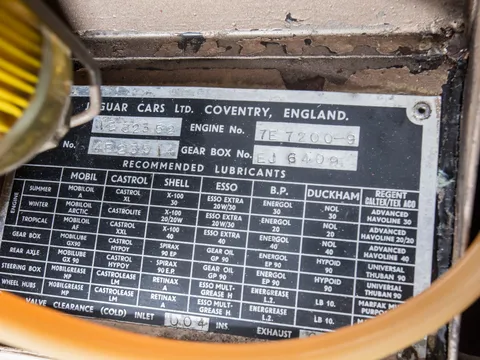 JAGUAR CARS LTD. COVENTRY, ENGLAND.
ENGINE No. 7E 7200-9
No. GEAR BOX No.
RECOMMENDED LUBRICANTS
MOBIL CASTROL SHELL ESSO B.P. DUCKHAM REGENT CALTEX/TEXACO
ENGINE
SUMMER MOBILOIL A CASTROL XL X-100 30 ESSO EXTRA 20W/30 ENERGOL 30 NOL 30 ADVANCED HAVOLINE 30
WINTER MOBILOIL ARCTIC CASTROLITE X-100 20/20W ESSO EXTRA 20W/30 ENERGOL 20 NOL 20 ADVANCED HAVOLINE 20/20
TROPICAL MOBILOIL AF CASTROL XXL X-100 40 ESSO EXTRA 40 ENERGOL 40 NOL 40 ADVANCED HAVOLINE 40
GEAR BOX MOBILUBE GX90 CASTROL HYPOY SPIRAX 90 EP GEAR OIL GP 90 ENERGOL EP 90 HYPOID 90 UNIVERSAL THUBAN 90
REAR AXLE MOBILUBE GX 90 CASTROL HYPOY SPIRAX 90 E.P. GEAR OIL GP 90 ENERGOL EP 90 HYPOID 90 UNIVERSAL THUBAN 90
STEERING BOX MOBILGREASE MP CASTROLEASE LM RETINAX A ESSO MULTI-GREASE H ENERGREASE L.2. LB 10. MARFAK MULTI PURPOSE
WHEEL HUBS MOBILGREASE MP CASTROLEASE LM RETINAX A ESSO MULTI-GREASE H ENERGREASE L.2. LB 10.
VALVE CLEARANCE (COLD) INLET .004 INS. EXHAUST